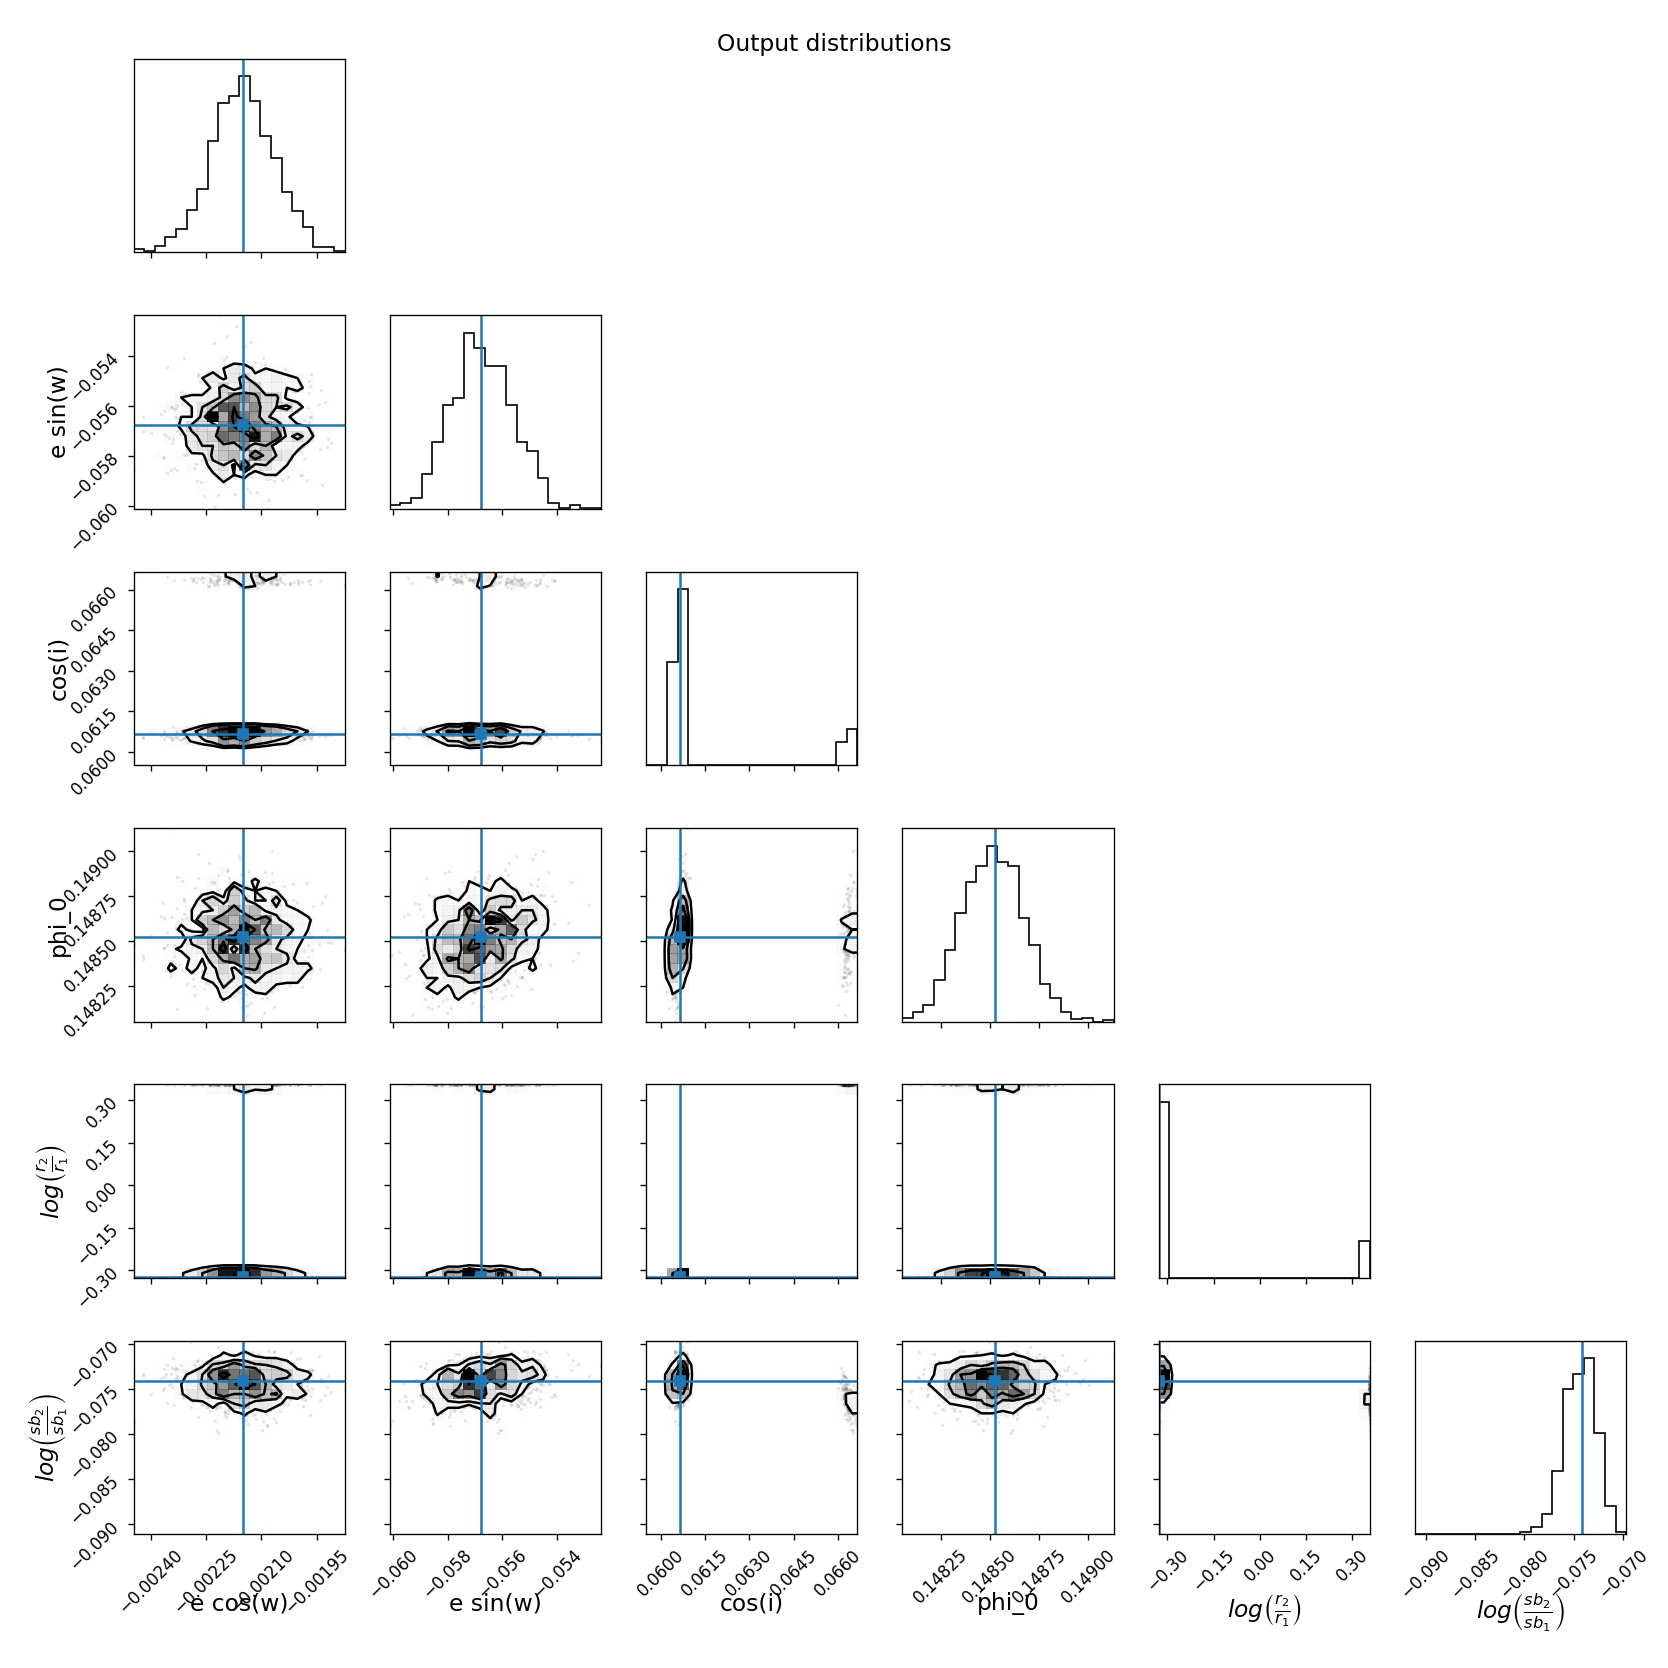 Output distributions
e sin(w)
−0.054
−0.056
−0.058
−0.060
cos(i)
0.0660
0.0645
0.0630
0.0615
0.0600
phi_0
0.14900
0.14875
0.14850
0.14825
log(r₂/r₁)
0.30
0.15
0.00
−0.15
−0.30
log(sb₂/sb₁)
−0.070
−0.075
−0.080
−0.085
−0.090
−0.00240 −0.00225 −0.00210 −0.00195
e cos(w)
−0.060 −0.058 −0.056 −0.054
e sin(w)
0.0600 0.0615 0.0630 0.0645 0.0660
cos(i)
0.14825 0.14850 0.14875 0.14900
phi_0
−0.30 −0.15 0.00 0.15 0.30
log(r₂/r₁)
−0.090 −0.085 −0.080 −0.075 −0.070
log(sb₂/sb₁)